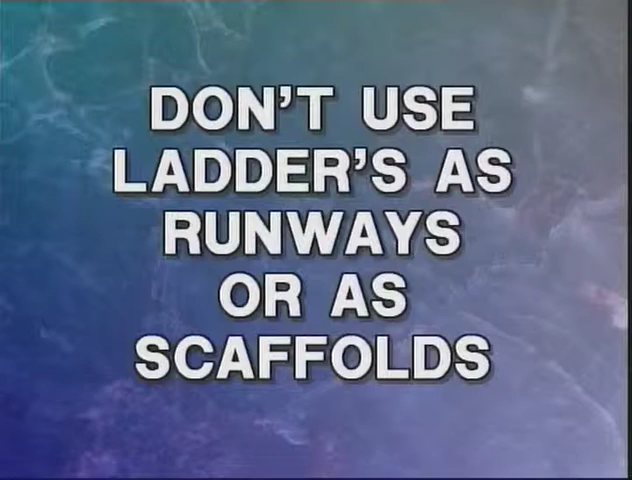 DON'T USE
LADDER'S AS
RUNWAYS
OR AS
SCAFFOLDS